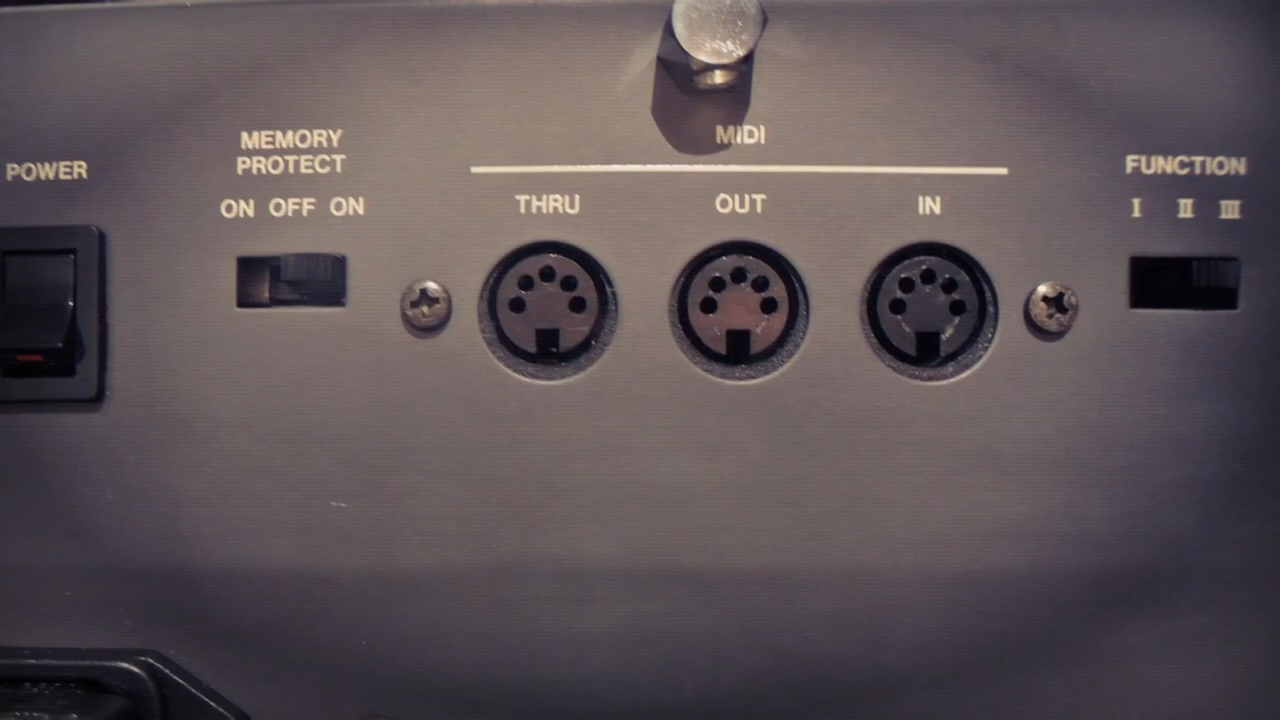 POWER
MEMORY
PROTECT
ON OFF ON
MIDI
THRU OUT IN
FUNCTION
I II III